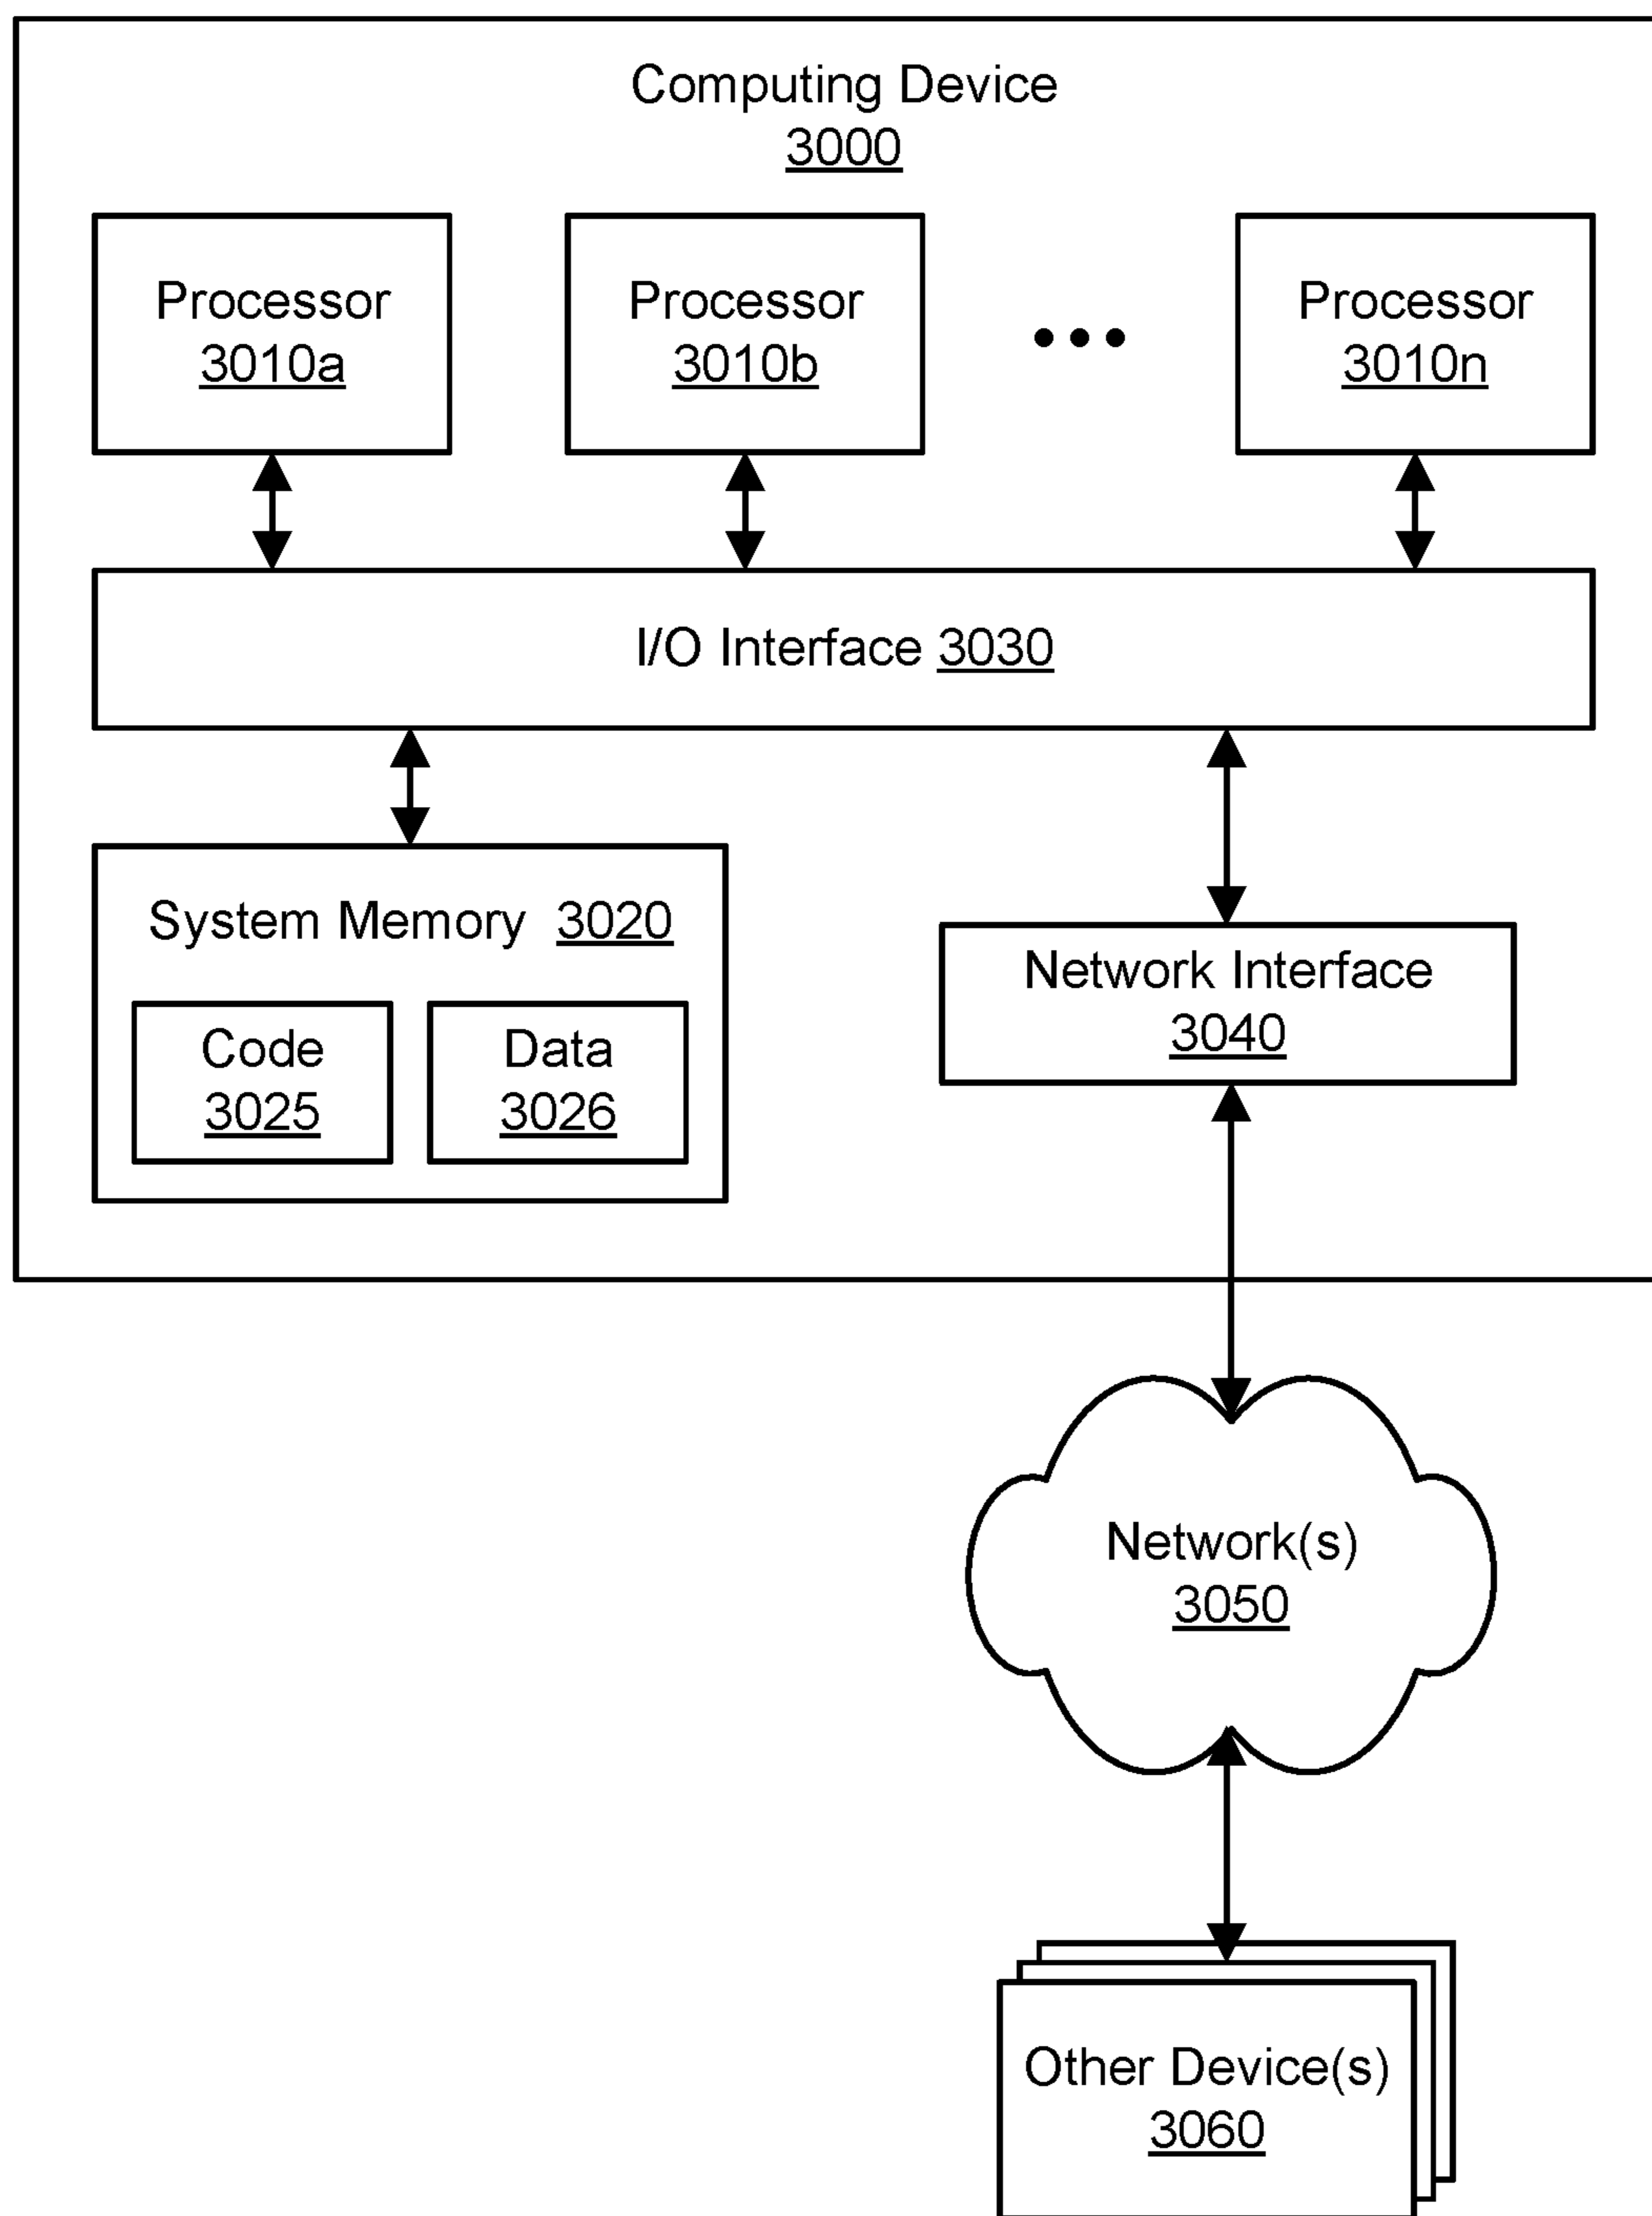 Computing Device
3000
Processor
3010a
Processor
3010b
Processor
3010n
I/O Interface 3030
System Memory 3020
Code
3025
Data
3026
Network Interface
3040
Network(s)
3050
Other Device(s)
3060